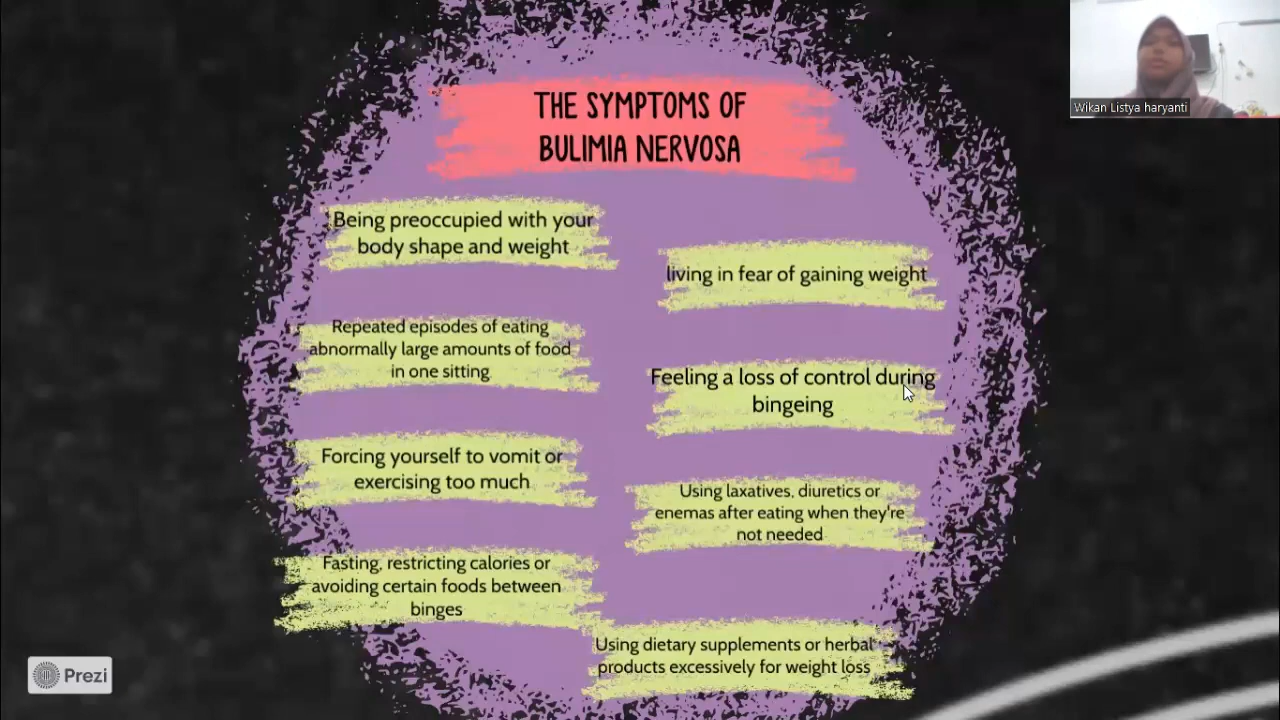 Wikan Listya haryanti
THE SYMPTOMS OF
BULIMIA NERVOSA
Being preoccupied with your
body shape and weight
living in fear of gaining weight
Repeated episodes of eating
abnormally large amounts of food
in one sitting
Feeling a loss of control during
bingeing
Forcing yourself to vomit or
exercising too much
Using laxatives, diuretics or
enemas after eating when they're
not needed
Fasting, restricting calories or
avoiding certain foods between
binges
Using dietary supplements or herbal
products excessively for weight loss
Prezi